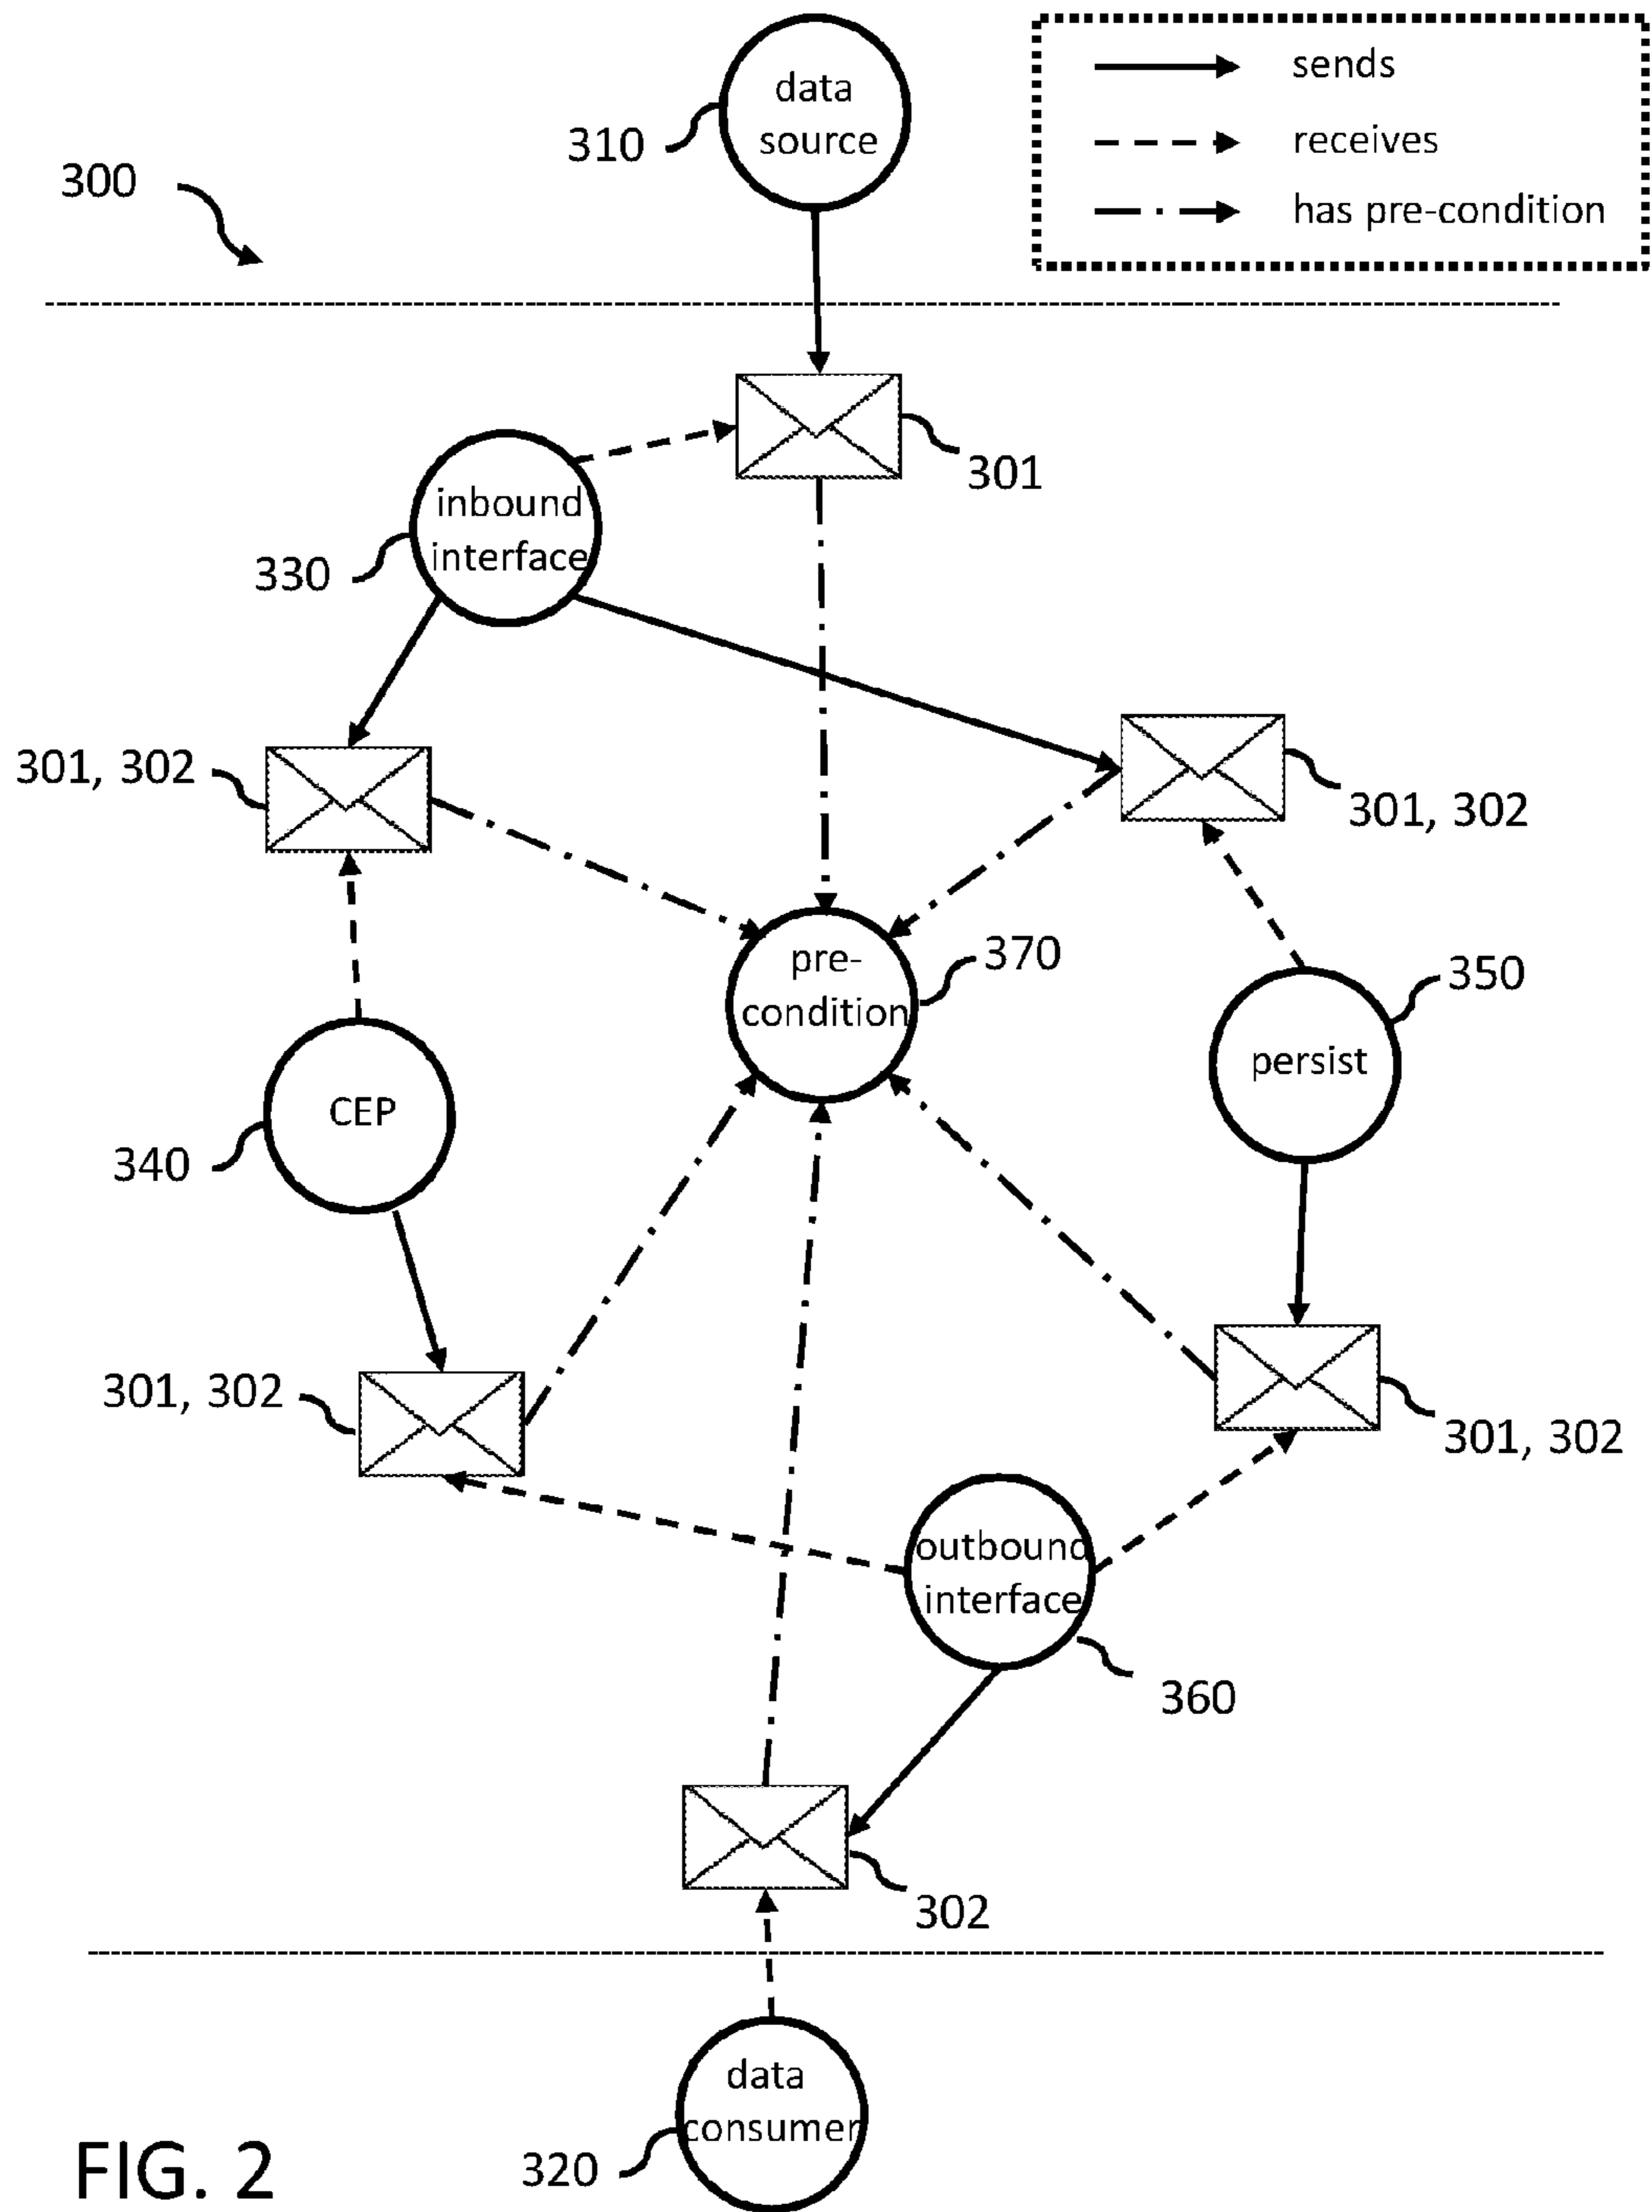 data
source
310
sends
receives
has pre-condition
300
301
inbound
interface
330
301, 302
301, 302
pre-
condition
370
350
persist
CEP
340
301, 302
301, 302
outbound
interface
360
302
data
consumer
320
FIG. 2